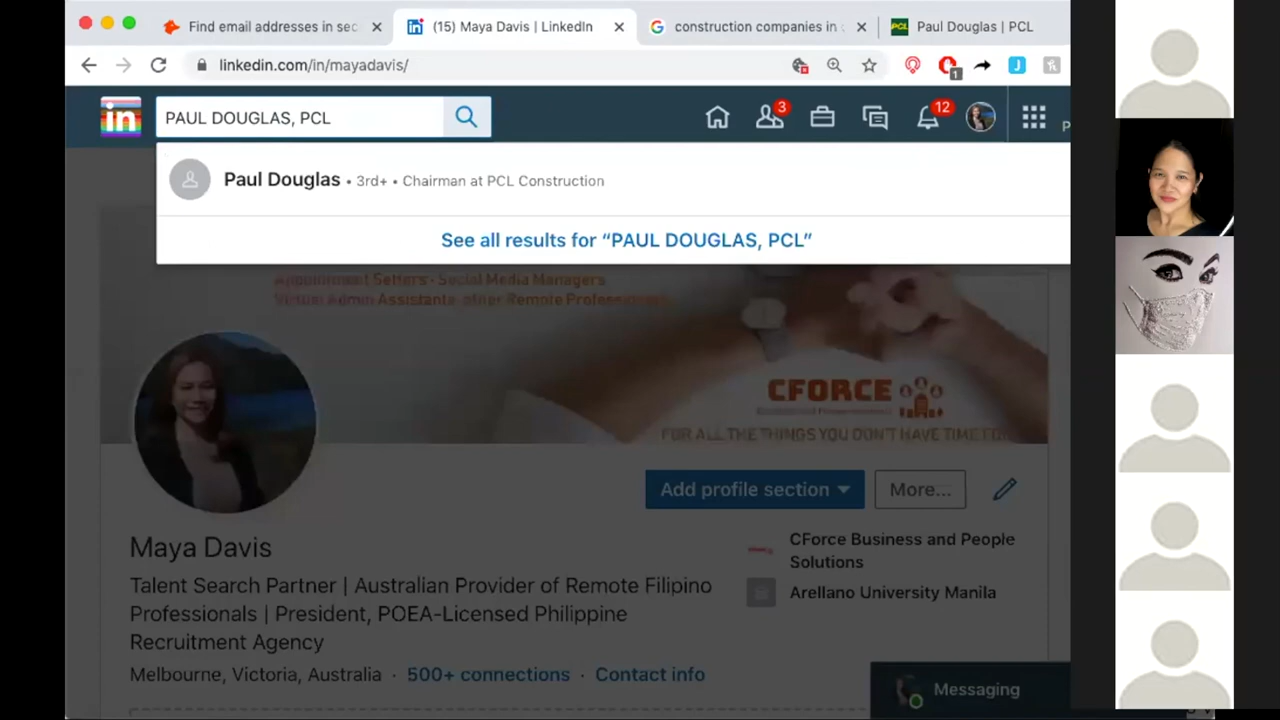 Find email addresses in sec
(15) Maya Davis | LinkedIn
construction companies in
Paul Douglas | PCL
linkedin.com/in/mayadavis/
1
in
PAUL DOUGLAS, PCL
3
12
Paul Douglas • 3rd+ • Chairman at PCL Construction
See all results for “PAUL DOUGLAS, PCL”
Appointment Setters - Social Media Managers
Virtual Admin Assistants other Remote Professionals
CFORCE
FOR ALL THE THINGS YOU DON'T HAVE TIME FOR
Add profile section
More...
Maya Davis
CForce Business and People
Solutions
Talent Search Partner | Australian Provider of Remote Filipino
Professionals | President, POEA-Licensed Philippine
Recruitment Agency
Arellano University Manila
Melbourne, Victoria, Australia · 500+ connections · Contact info
Messaging